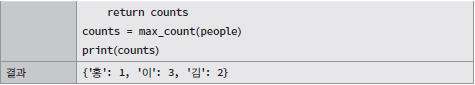 return counts
counts = max_count(people)
print(counts)
결과 {'홍': 1, '이': 3, '김': 2}